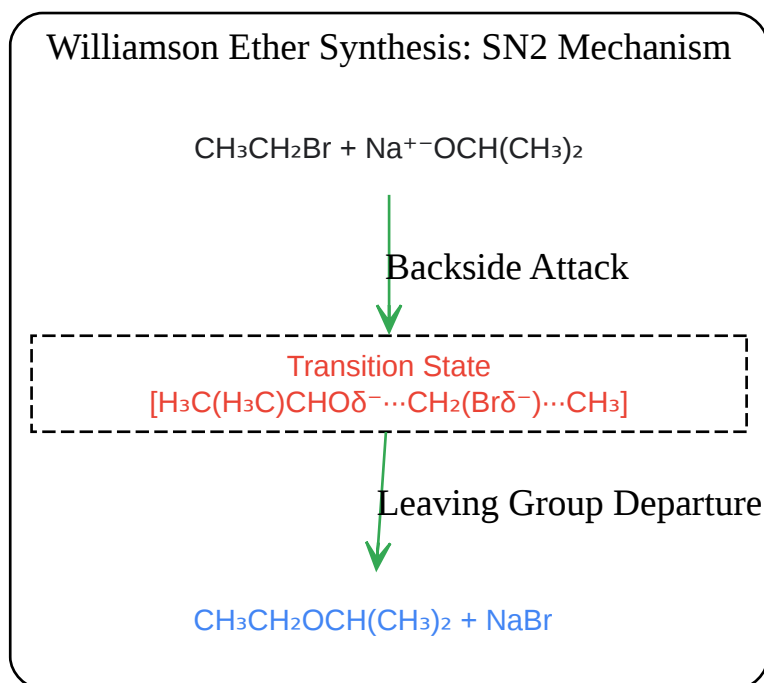 Williamson Ether Synthesis: SN2 Mechanism
CH₃CH₂Br + Na⁺⁻OCH(CH₃)₂
Backside Attack
Transition State
[H₃C(H₃C)CHOδ⁻···CH₂(Brδ⁻)···CH₃]
Leaving Group Departure
CH₃CH₂OCH(CH₃)₂ + NaBr